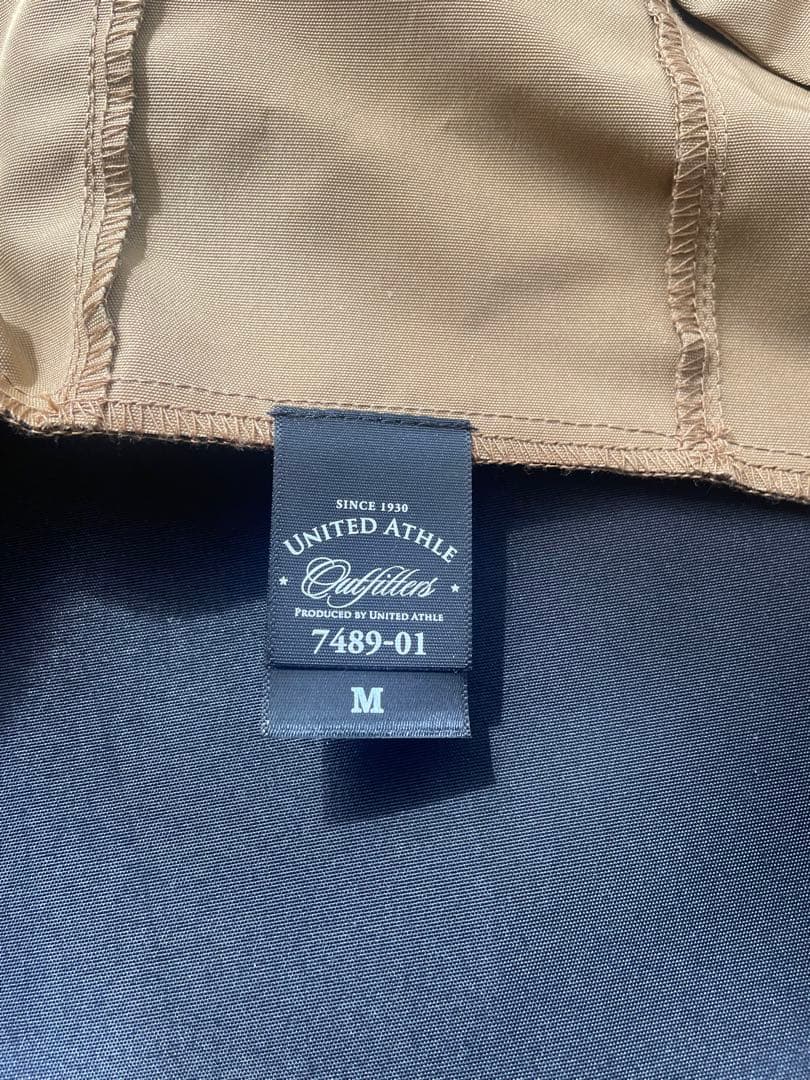 SINCE 1930
UNITED ATHLE
Outfitters
PRODUCED BY UNITED ATHLE
7489-01
M